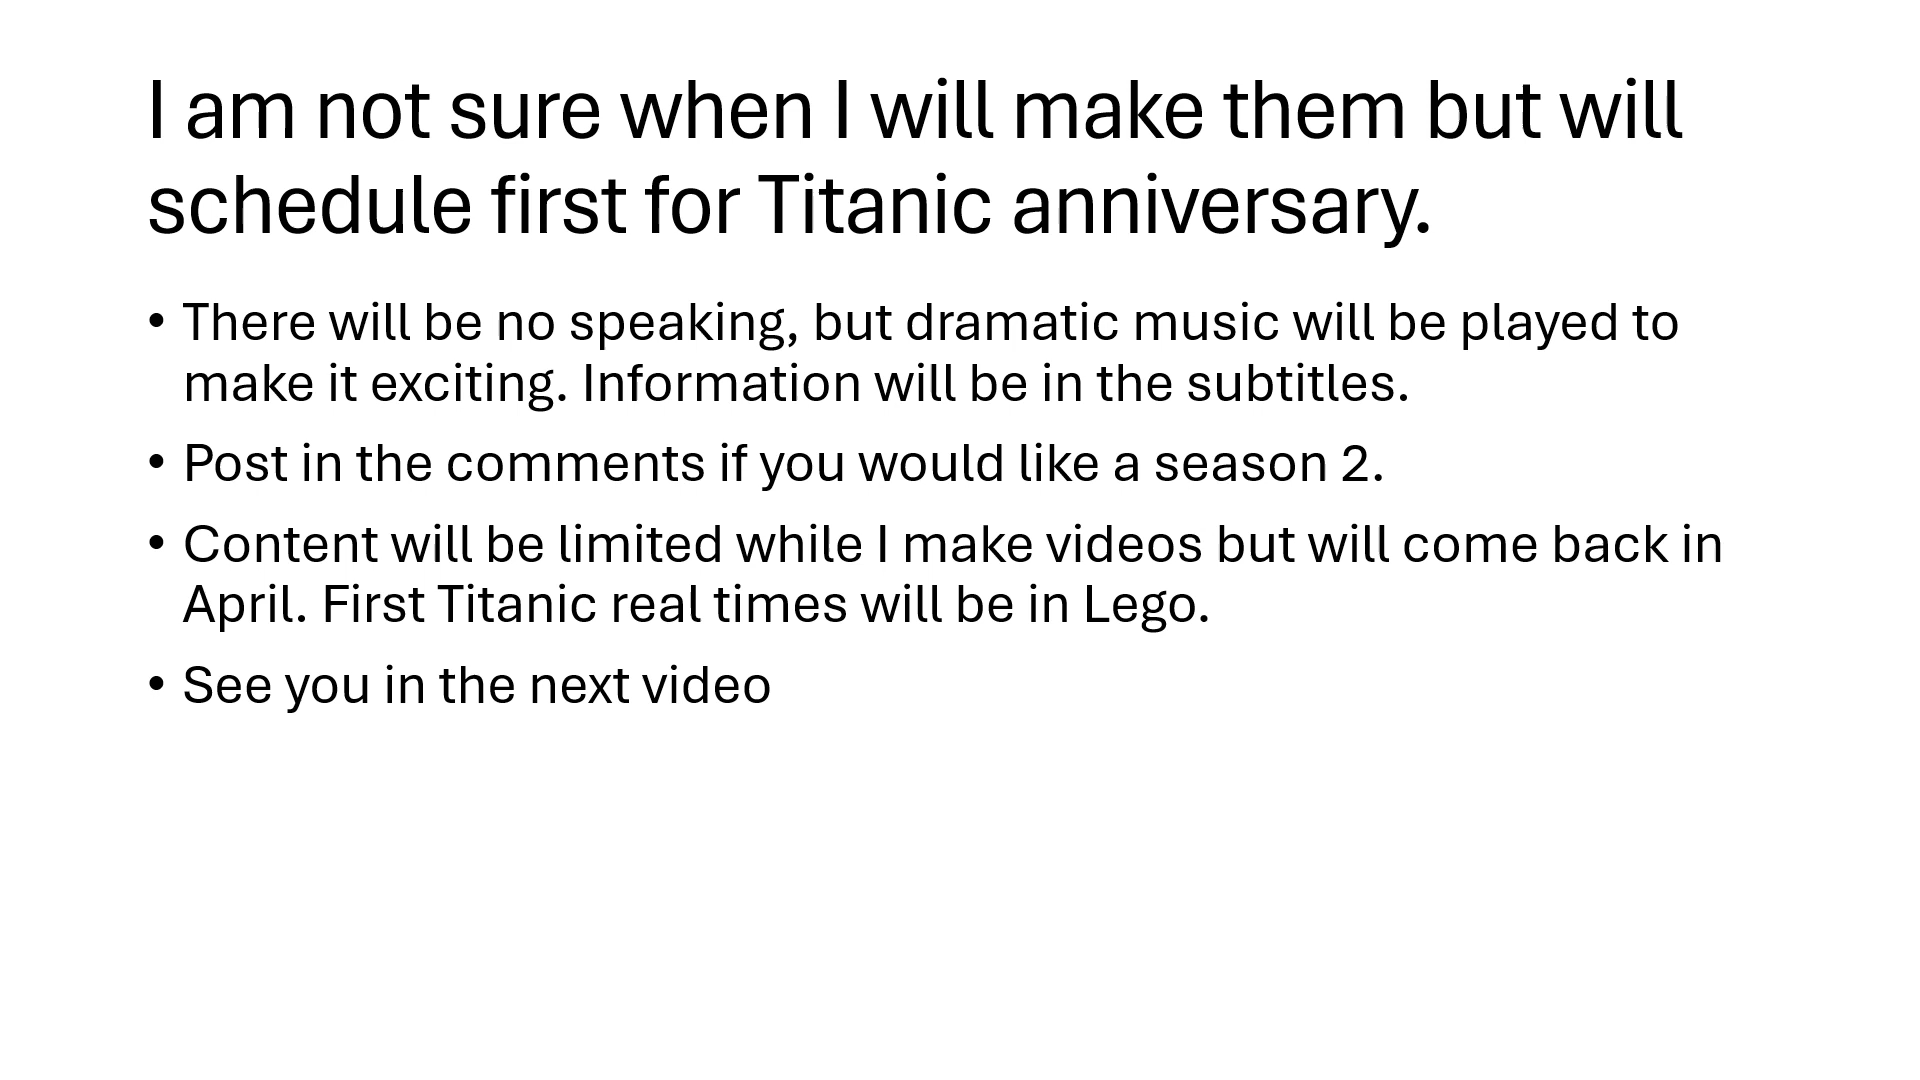 I am not sure when I will make them but will
schedule first for Titanic anniversary.
• There will be no speaking, but dramatic music will be played to
make it exciting. Information will be in the subtitles.
• Post in the comments if you would like a season 2.
• Content will be limited while I make videos but will come back in
April. First Titanic real times will be in Lego.
• See you in the next video